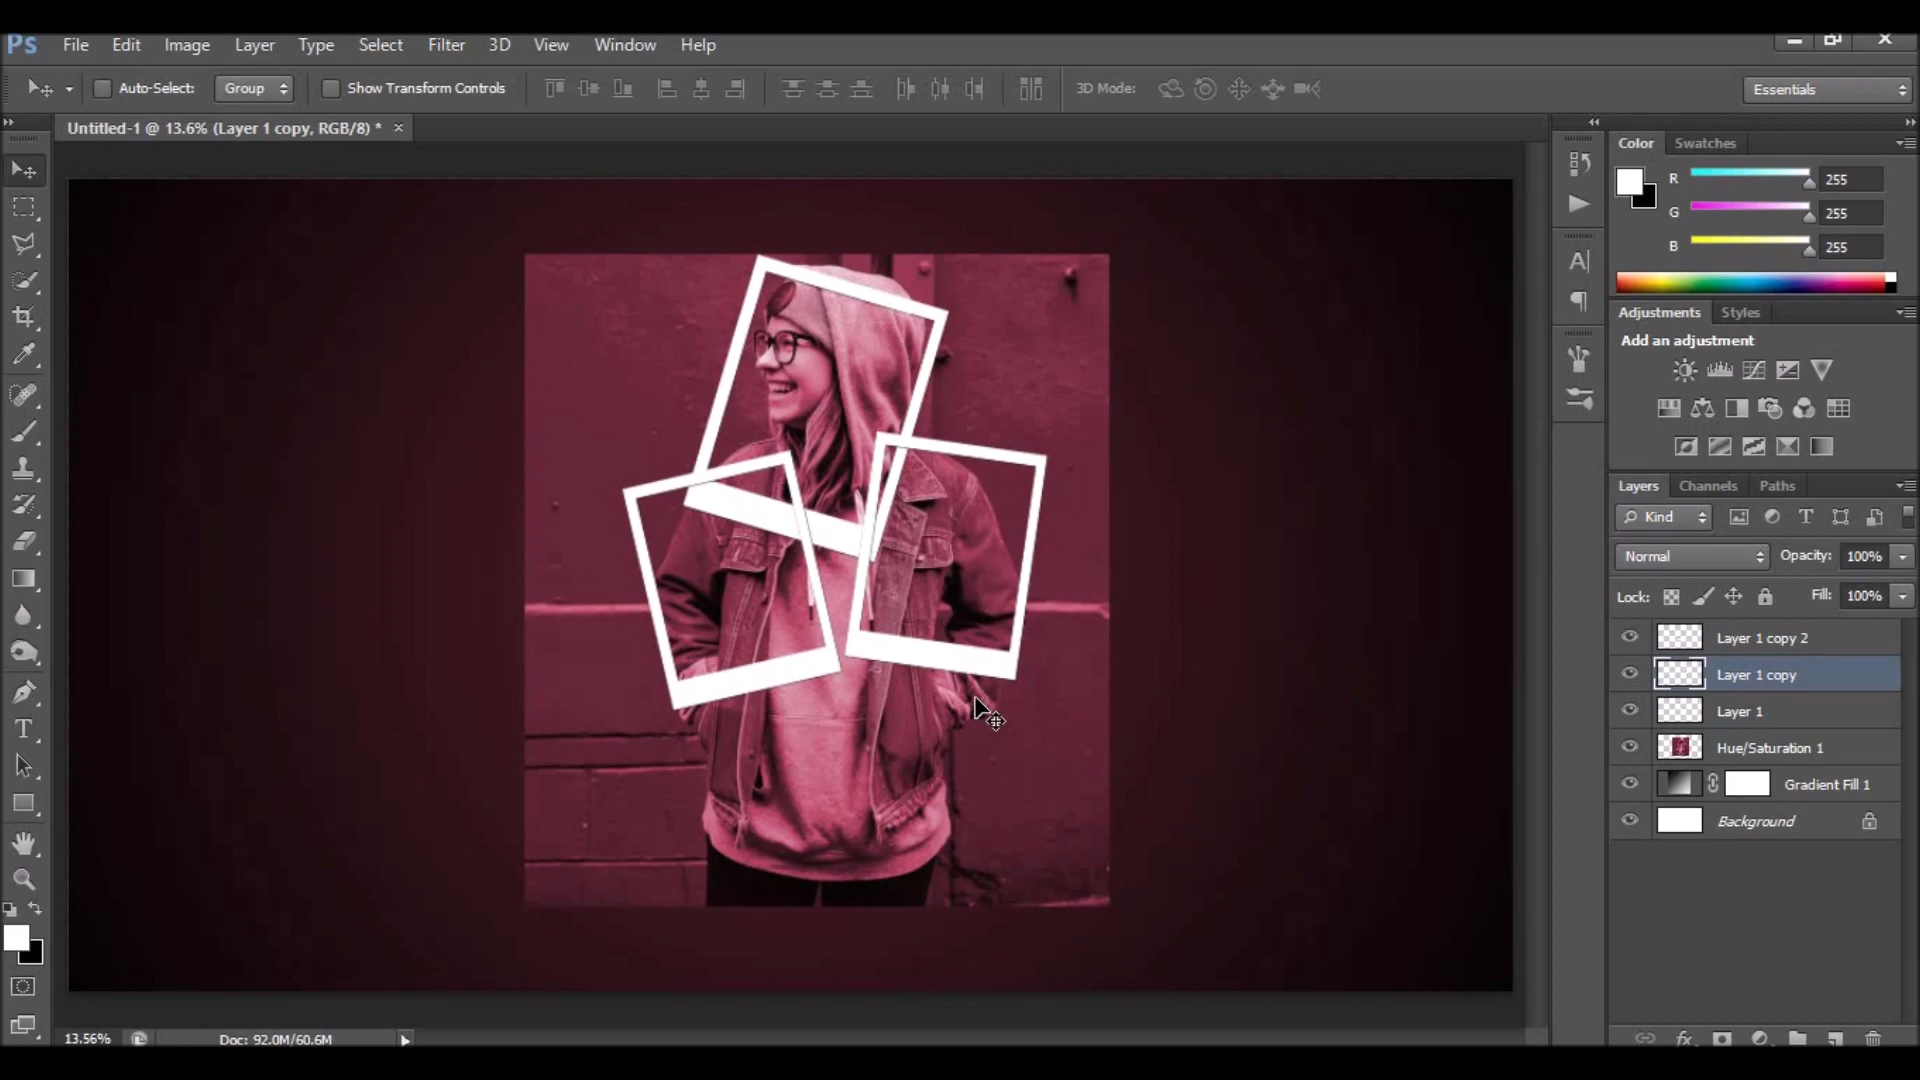 Ps File Edit Image Layer Type Select Filter 3D View Window Help
Auto-Select: Group Show Transform Controls 3D Mode: Essentials
Untitled-1 @ 13.6% (Layer 1 copy, RGB/8) * ×
Color Swatches
R 255
G 255
B 255
Adjustments Styles
Add an adjustment
Layers Channels Paths
Kind
Normal Opacity: 100%
Lock: Fill: 100%
Layer 1 copy 2
Layer 1 copy
Layer 1
Hue/Saturation 1
Gradient Fill 1
Background
13.56% Doc: 92.0M/60.6M